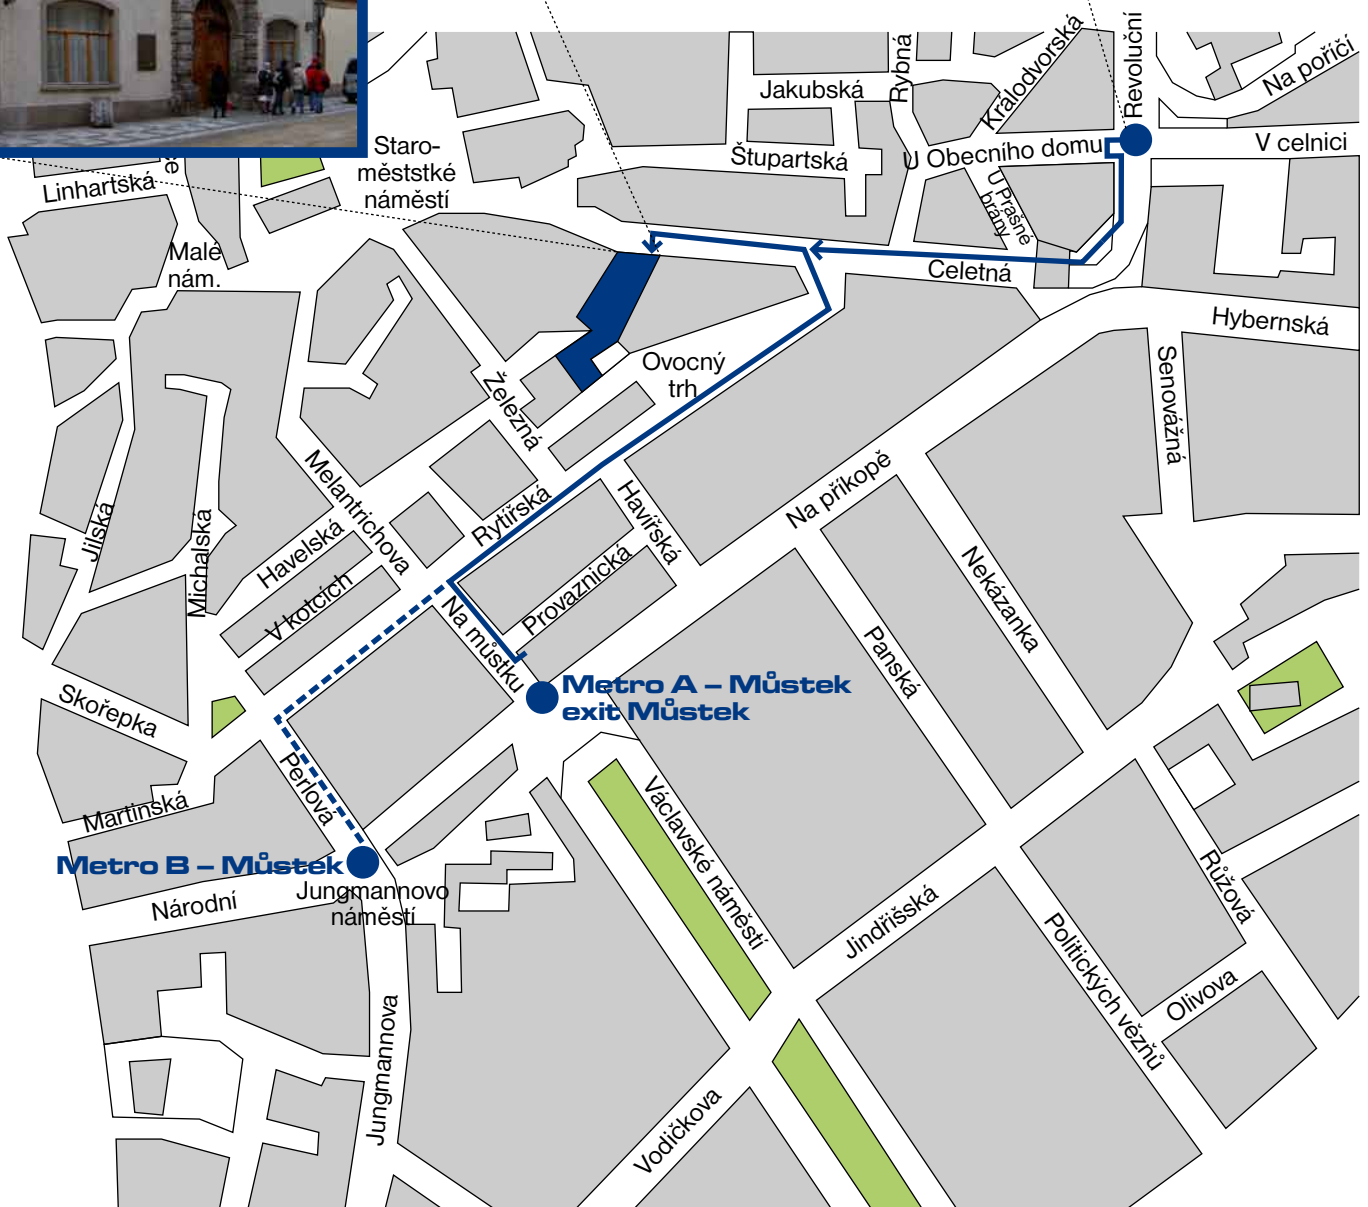 Revoluční
Královdvorská
Rybná
Na poříčí
Jakubská
V celnici
U Obecního domu
Staro-
měststké
náměstí
Štupartská
Linhartská
U Prašné
brány
Malé
nám.
Celetná
Hybernská
Ovocný
trh
Železná
Senovážná
Melantrichova
Na příkopě
Rytířská
Havířská
Jilská
Michalská
Havelská
V kotcích
Provaznická
Nekázanka
Na můstku
Panská
Metro A – Můstek
exit Můstek
Skořepka
Perlová
Martinská
Václavské náměstí
Metro B – Můstek
Jungmannovo
náměstí
Národní
Růžová
Jindřišská
Politických vězňů
Olivova
Jungmannova
Vodičkova